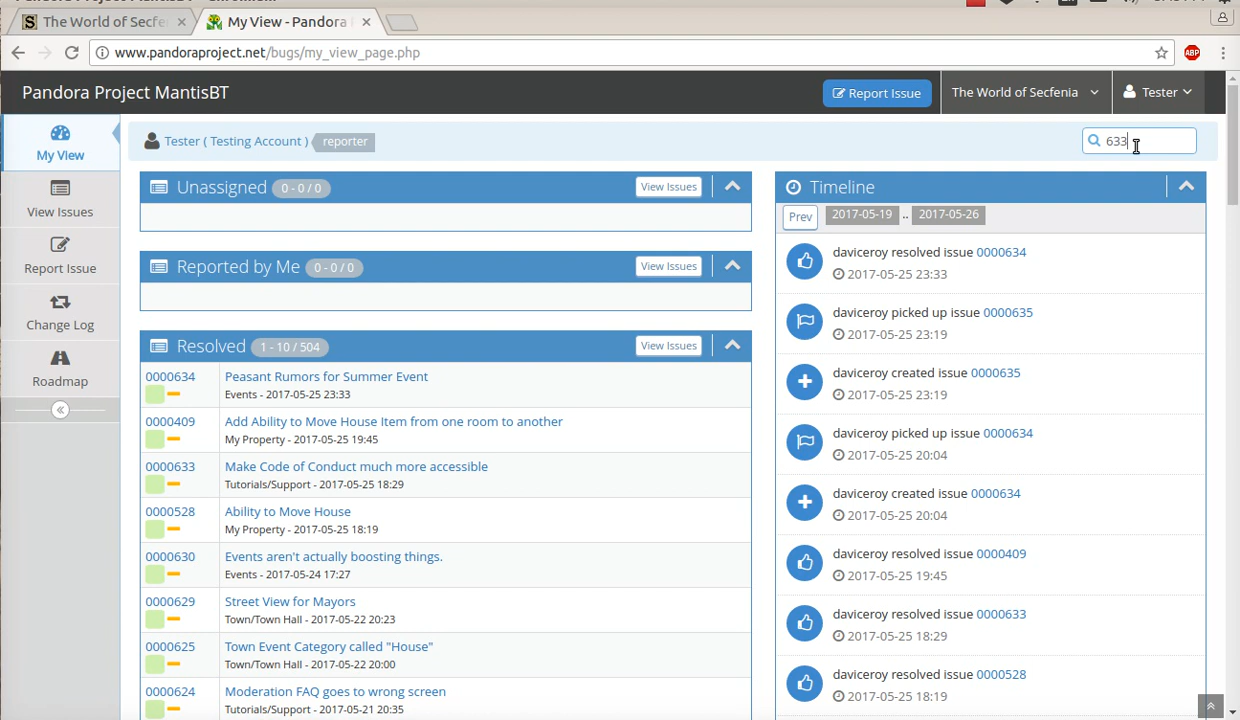 The World of Secfe
My View - Pandora
www.pandoraproject.net/bugs/my_view_page.php
ABP
Pandora Project MantisBT
Report Issue
The World of Secfenia
Tester
My View
View Issues
Report Issue
Change Log
Roadmap
Tester ( Testing Account )
reporter
633
Unassigned 0 - 0 / 0
View Issues
Reported by Me 0 - 0 / 0
View Issues
Resolved 1 - 10 / 504
View Issues
0000634 Peasant Rumors for Summer Event
Events - 2017-05-25 23:33
0000409 Add Ability to Move House Item from one room to another
My Property - 2017-05-25 19:45
0000633 Make Code of Conduct much more accessible
Tutorials/Support - 2017-05-25 18:29
0000528 Ability to Move House
My Property - 2017-05-25 18:19
0000630 Events aren't actually boosting things.
Events - 2017-05-24 17:27
0000629 Street View for Mayors
Town/Town Hall - 2017-05-22 20:23
0000625 Town Event Category called "House"
Town/Town Hall - 2017-05-22 20:00
0000624 Moderation FAQ goes to wrong screen
Tutorials/Support - 2017-05-21 20:35
Timeline
Prev 2017-05-19 .. 2017-05-26
daviceroy resolved issue 0000634
2017-05-25 23:33
daviceroy picked up issue 0000635
2017-05-25 23:19
daviceroy created issue 0000635
2017-05-25 23:19
daviceroy picked up issue 0000634
2017-05-25 20:04
daviceroy created issue 0000634
2017-05-25 20:04
daviceroy resolved issue 0000409
2017-05-25 19:45
daviceroy resolved issue 0000633
2017-05-25 18:29
daviceroy resolved issue 0000528
2017-05-25 18:19